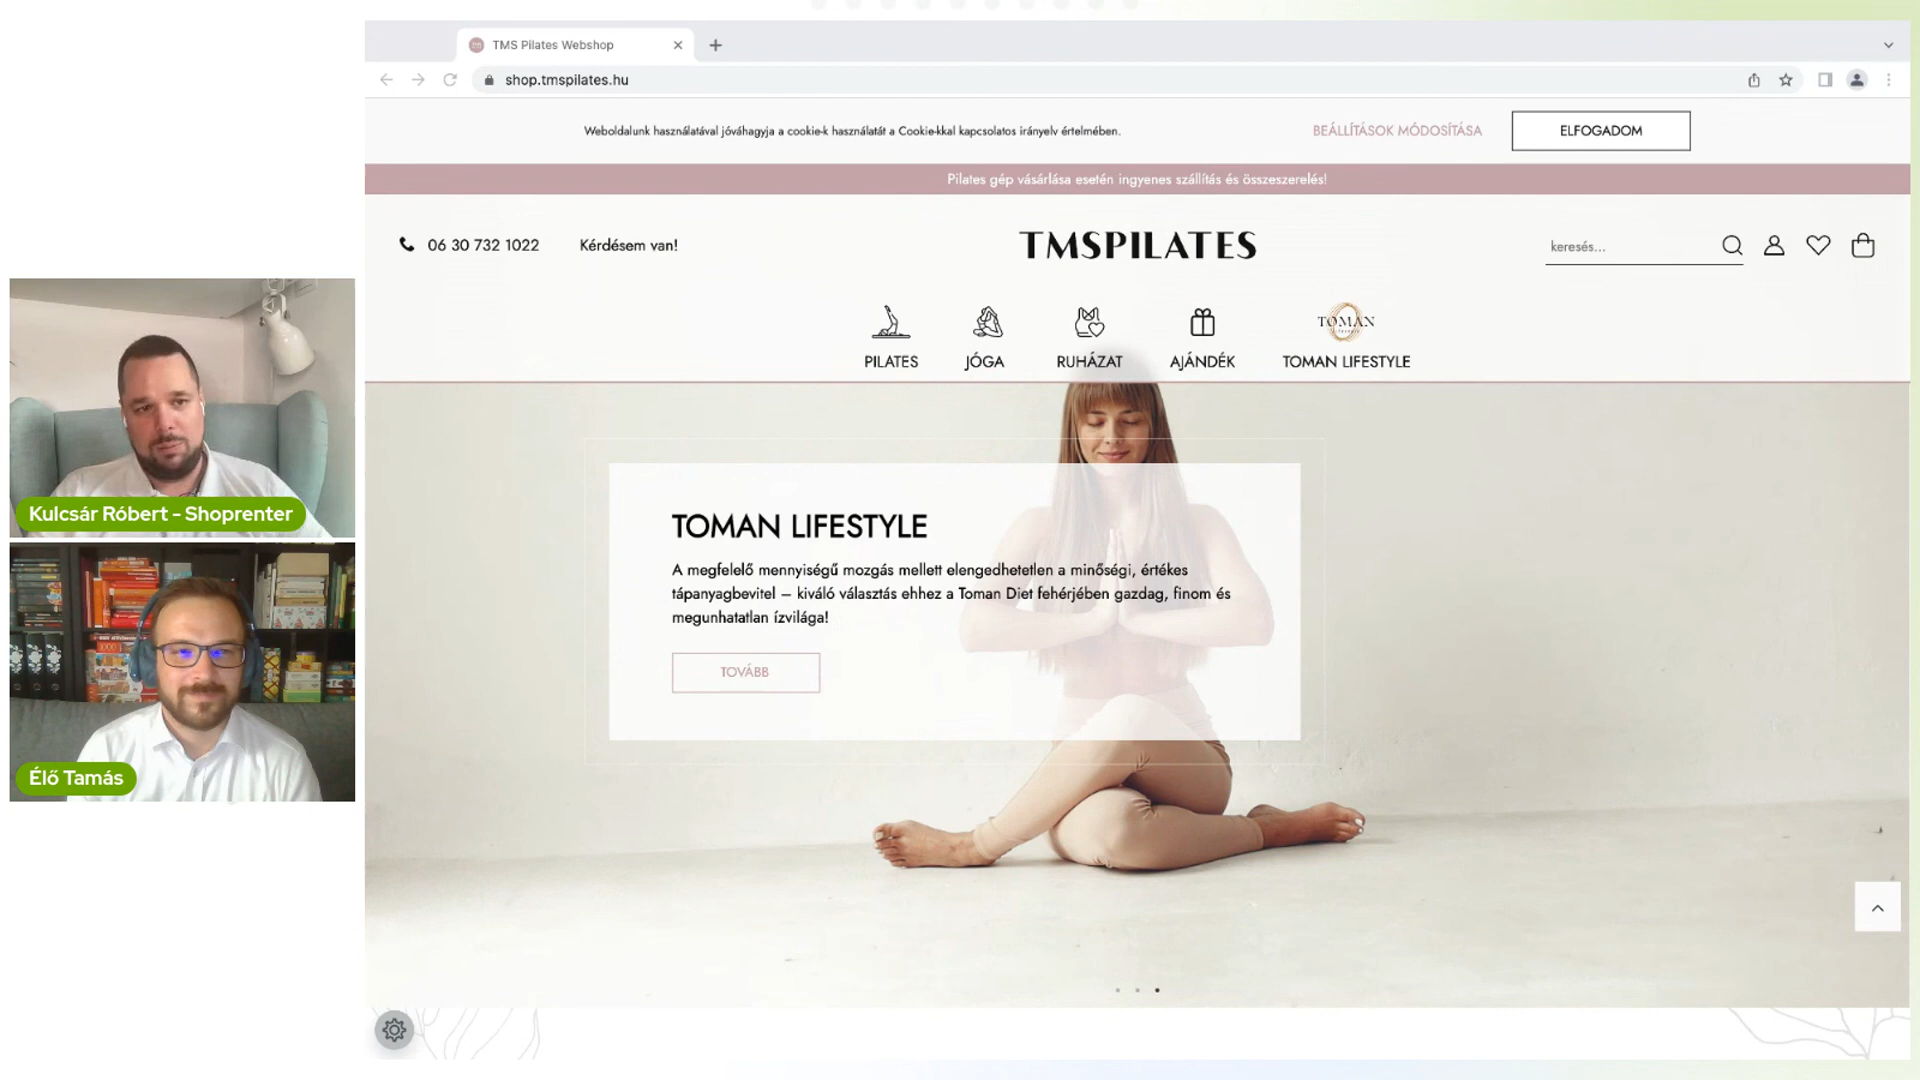 TMS Pilates Webshop
shop.tmspilates.hu
Weboldalunk használatával jóváhagyja a cookie-k használatát a Cookie-kkal kapcsolatos irányelv értelmében.
BEÁLLÍTÁSOK MÓDOSÍTÁSA
ELFOGADOM
Pilates gép vásárlása esetén ingyenes szállítás és összeszerelés!
06 30 732 1022
Kérdésem van!
TMSPILATES
keresés...
TOMAN
PILATES
JÓGA
RUHÁZAT
AJÁNDÉK
TOMAN LIFESTYLE
TOMAN LIFESTYLE
A megfelelő mennyiségű mozgás mellett elengedhetetlen a minőségi, értékes
tápanyagbevitel – kiváló választás ehhez a Toman Diet fehérjében gazdag, finom és
megunhatatlan ízvilága!
TOVÁBB
Kulcsár Róbert - Shoprenter
1000
Élő Tamás